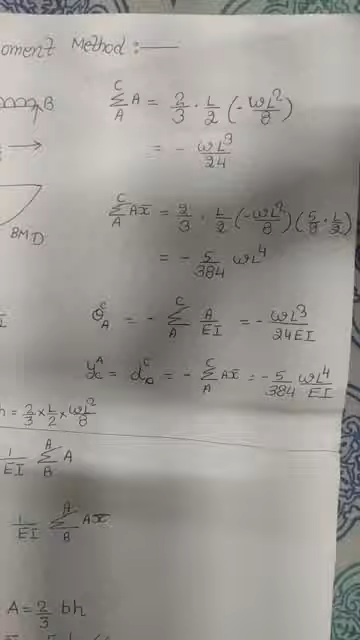 oment Method :—
B
C Σ A A = 2/3 · L/2 (-wL²/8)
= - wL³/24
BMD
C Σ A Ax̄ = 2/3 · L/2 (-wL²/8) (5/8 · L/2)
= - 5/384 wL⁴
θ_A^C = - C Σ A A/EI = - wL³/24EI
y_C^A = d_A^C = - C Σ A Ax̄ = - 5/384 wL⁴/EI
h = 2/3 × L/2 × wL²/8
1/EI A Σ B A
1/EI A Σ B Ax̄
A = 2/3 bh